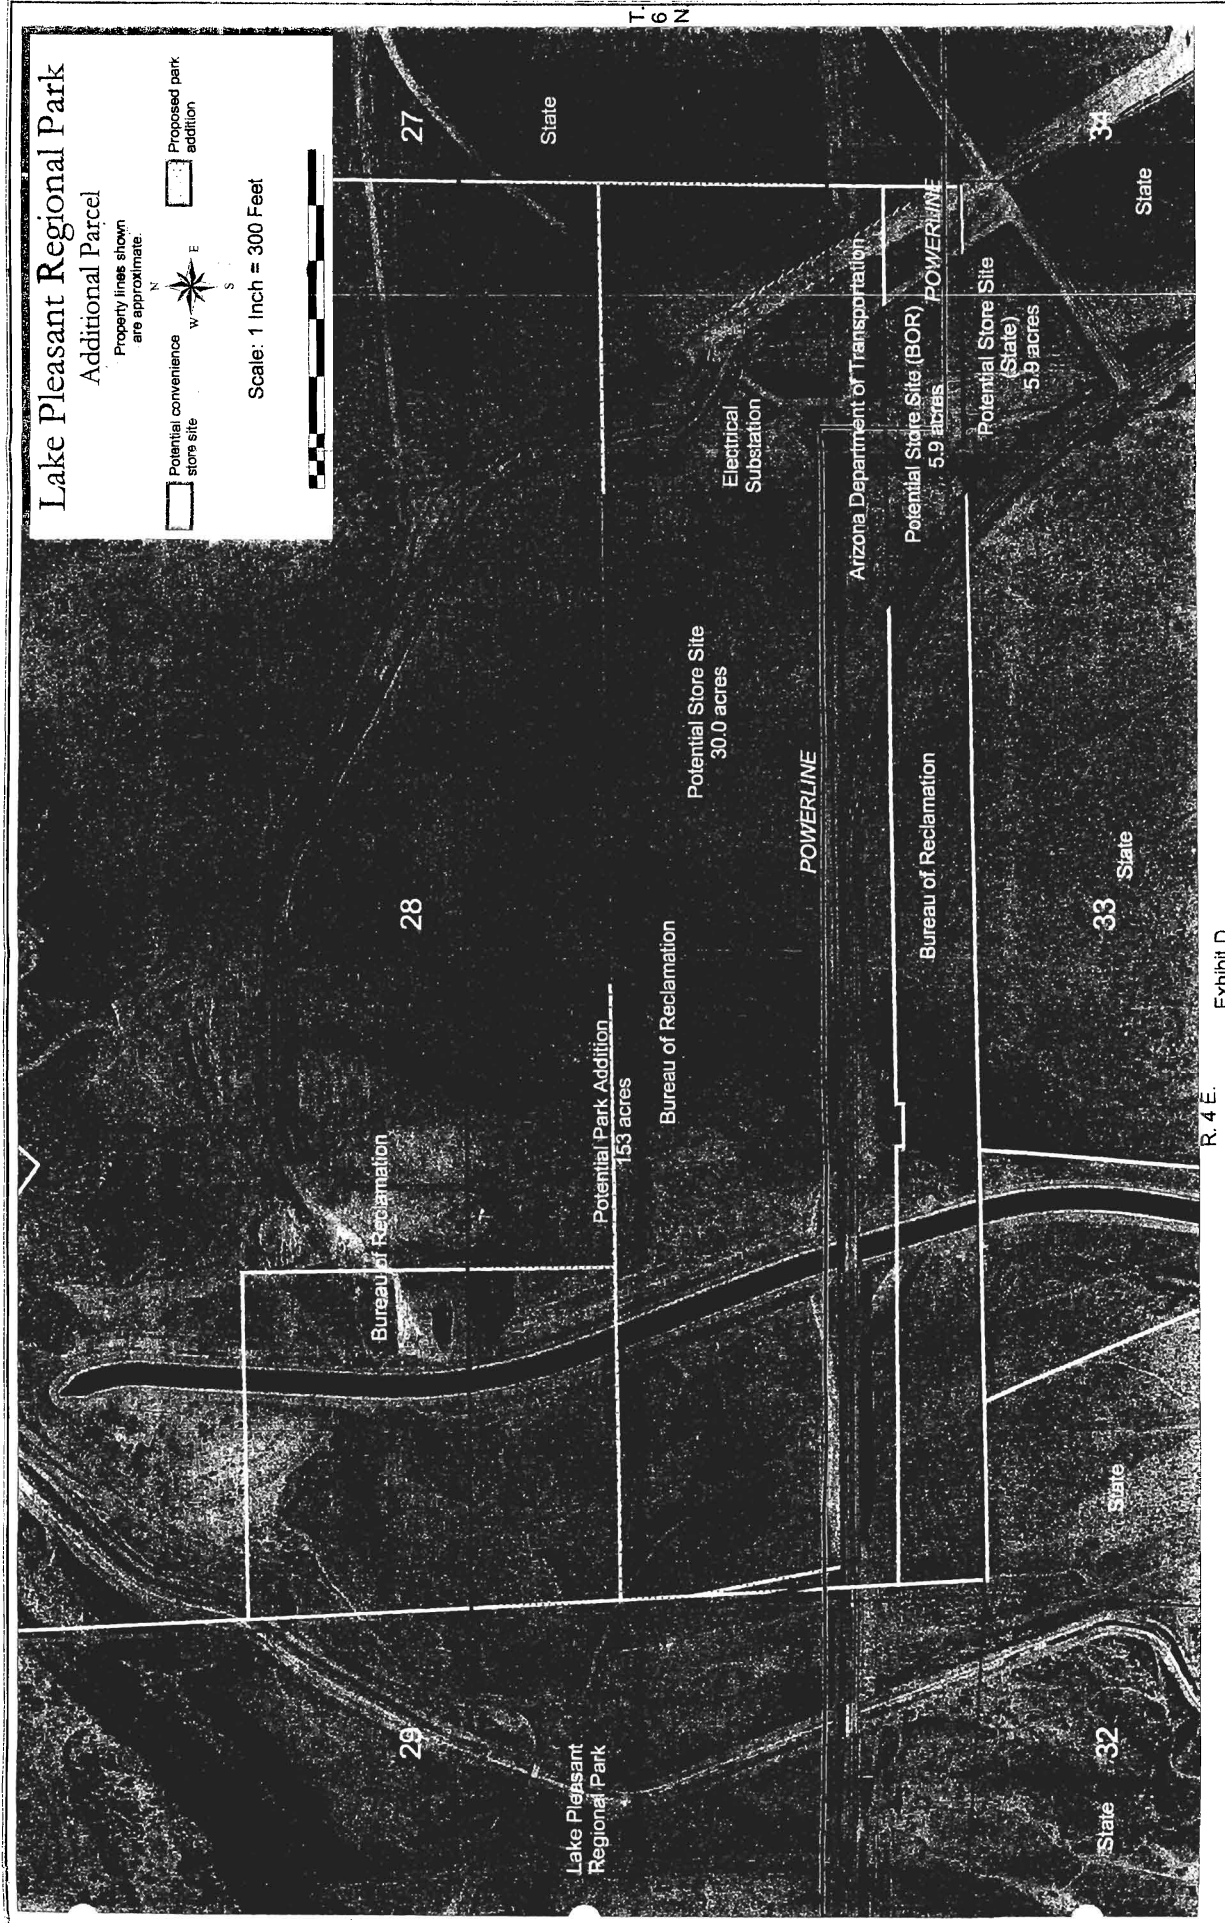 Lake Pleasant Regional Park
Additional Parcel
Property lines shown
are approximate.
Potential convenience
store site
Proposed park
addition
N
W
E
S
Scale: 1 Inch = 300 Feet
T.
6
N
27
State
28
Bureau of Reclamation
29
Lake Pleasant
Regional Park
Potential Park Addition
153 acres
Bureau of Reclamation
Potential Store Site
30.0 acres
Electrical
Substation
POWERLINE
Arizona Department of Transportation
Potential Store Site (BOR)
5.9 acres
POWERLINE
Bureau of Reclamation
Potential Store Site
(State)
5.9 acres
State
32
State
33
State
34
State
R. 4 E.
Exhibit D